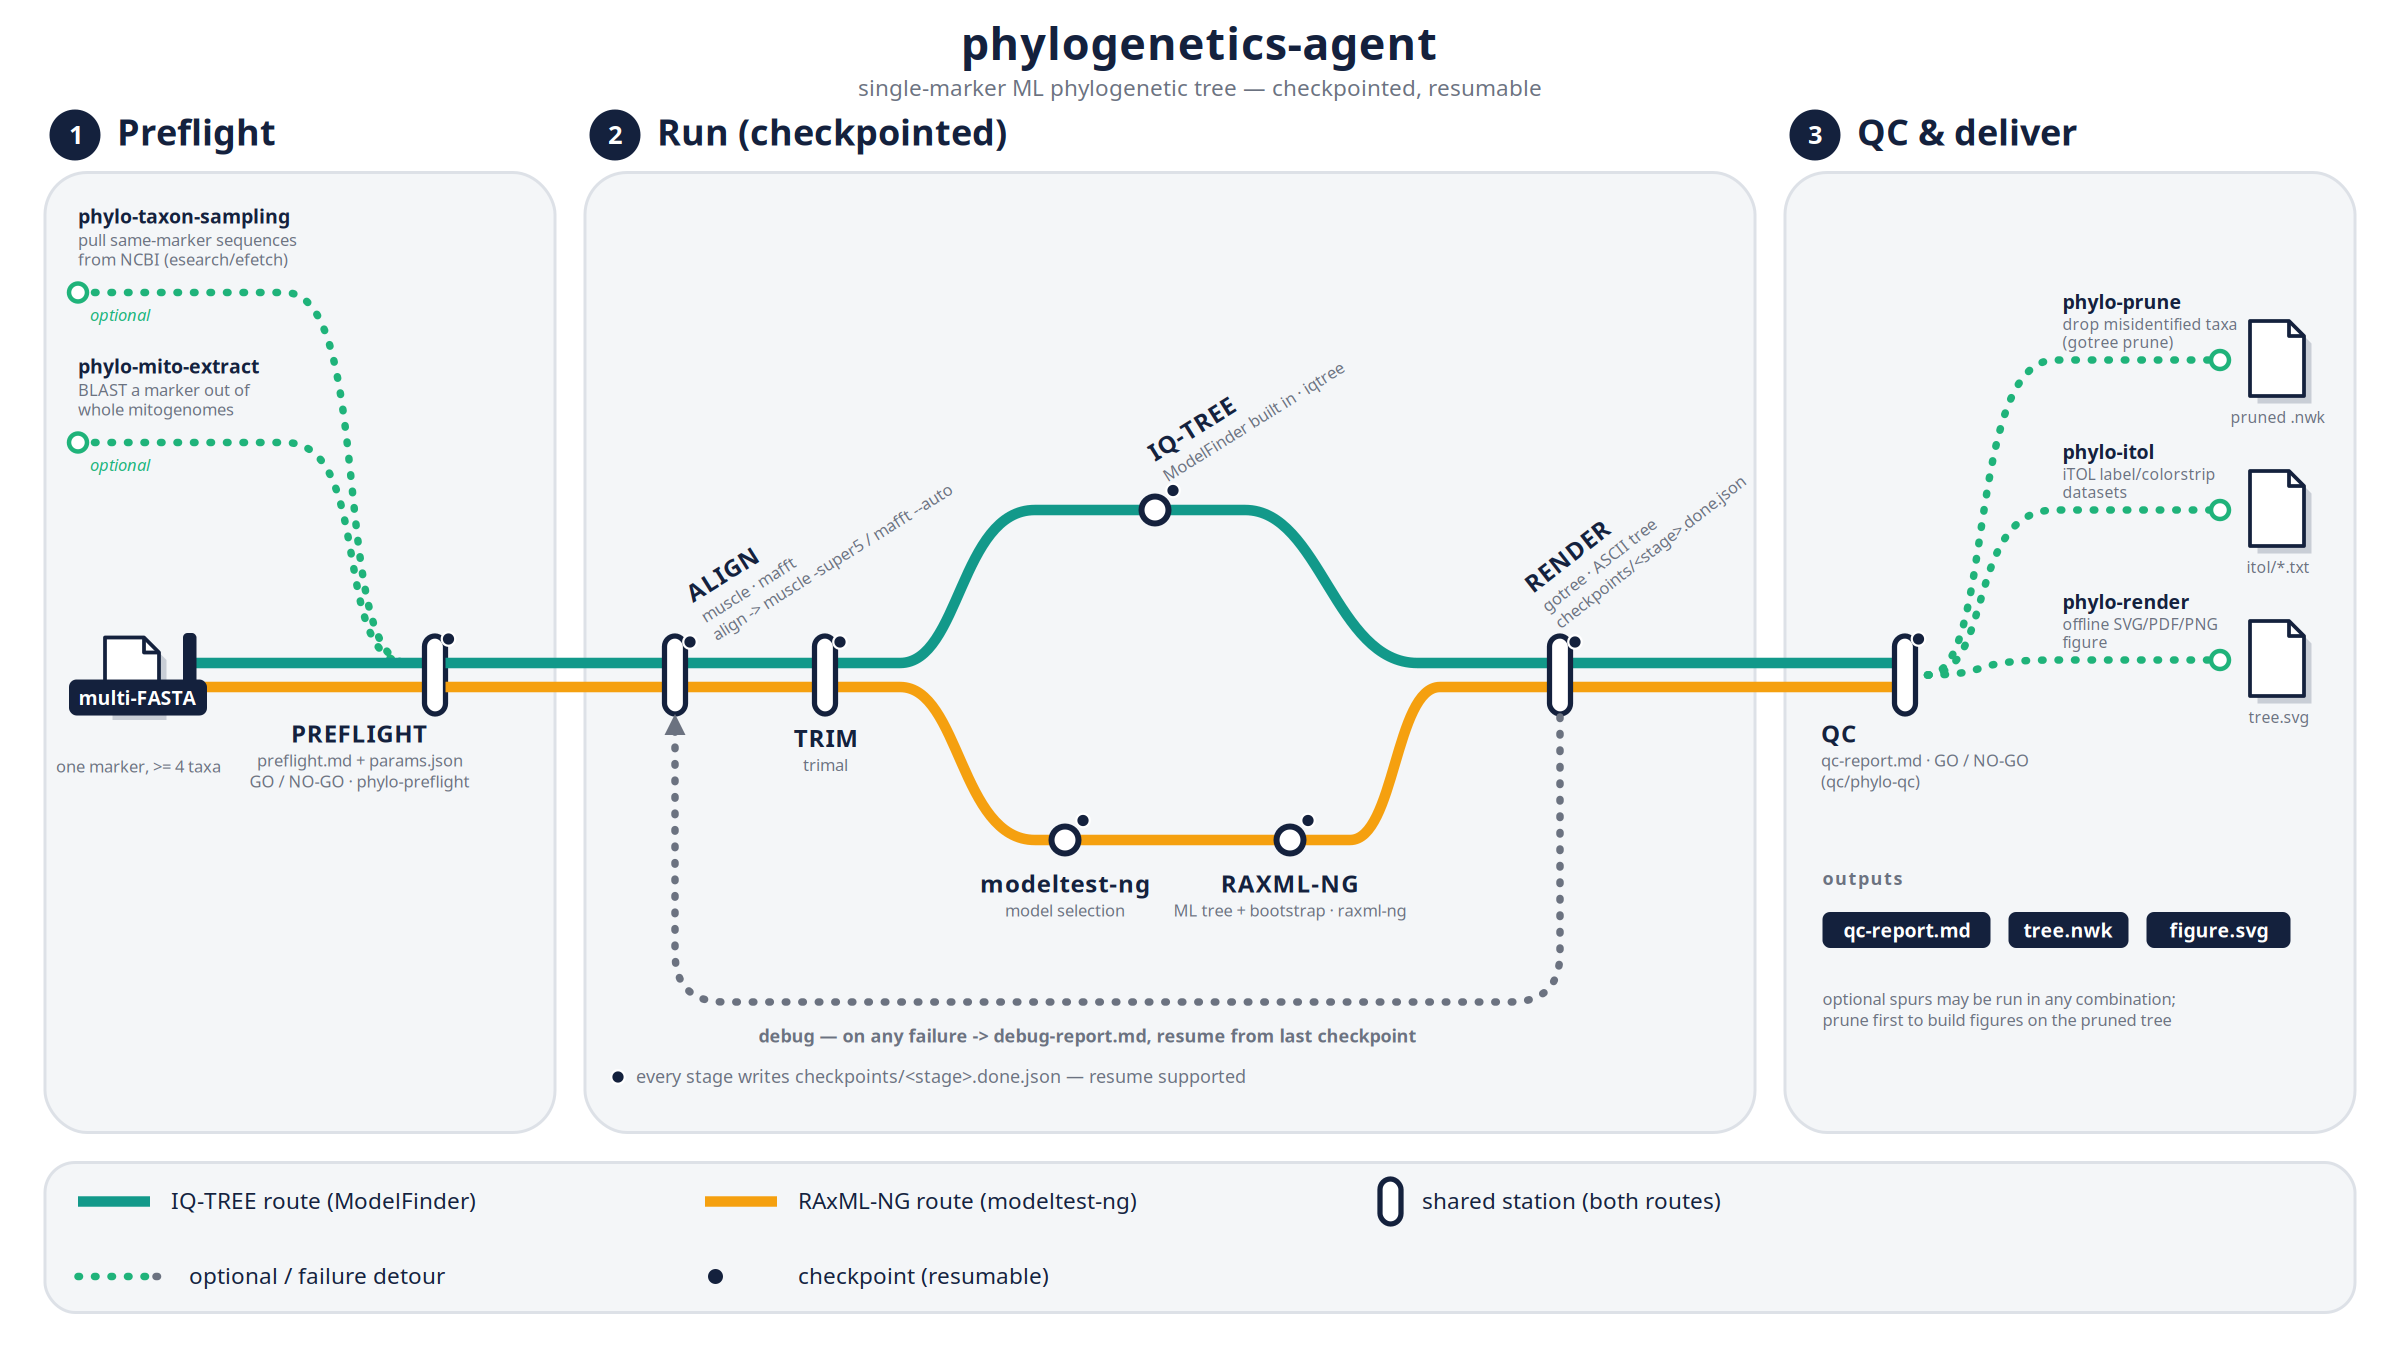 phylogenetics-agent
single-marker ML phylogenetic tree — checkpointed, resumable
1 Preflight
phylo-taxon-sampling
pull same-marker sequences
from NCBI (esearch/efetch)
optional
phylo-mito-extract
BLAST a marker out of
whole mitogenomes
optional
multi-FASTA
one marker, >= 4 taxa
PREFLIGHT
preflight.md + params.json
GO / NO-GO · phylo-preflight
2 Run (checkpointed)
ALIGN
muscle · mafft
align -> muscle -super5 / mafft --auto
TRIM
trimal
IQ-TREE
ModelFinder built in · iqtree
modeltest-ng
model selection
RAXML-NG
ML tree + bootstrap · raxml-ng
RENDER
gotree · ASCII tree
checkpoints/<stage>.done.json
debug — on any failure -> debug-report.md, resume from last checkpoint
every stage writes checkpoints/<stage>.done.json — resume supported
3 QC & deliver
phylo-prune
drop misidentified taxa
(gotree prune)
pruned .nwk
phylo-itol
iTOL label/colorstrip
datasets
itol/*.txt
phylo-render
offline SVG/PDF/PNG
figure
tree.svg
QC
qc-report.md · GO / NO-GO
(qc/phylo-qc)
outputs
qc-report.md tree.nwk figure.svg
optional spurs may be run in any combination;
prune first to build figures on the pruned tree
IQ-TREE route (ModelFinder)
RAxML-NG route (modeltest-ng)
shared station (both routes)
optional / failure detour
checkpoint (resumable)